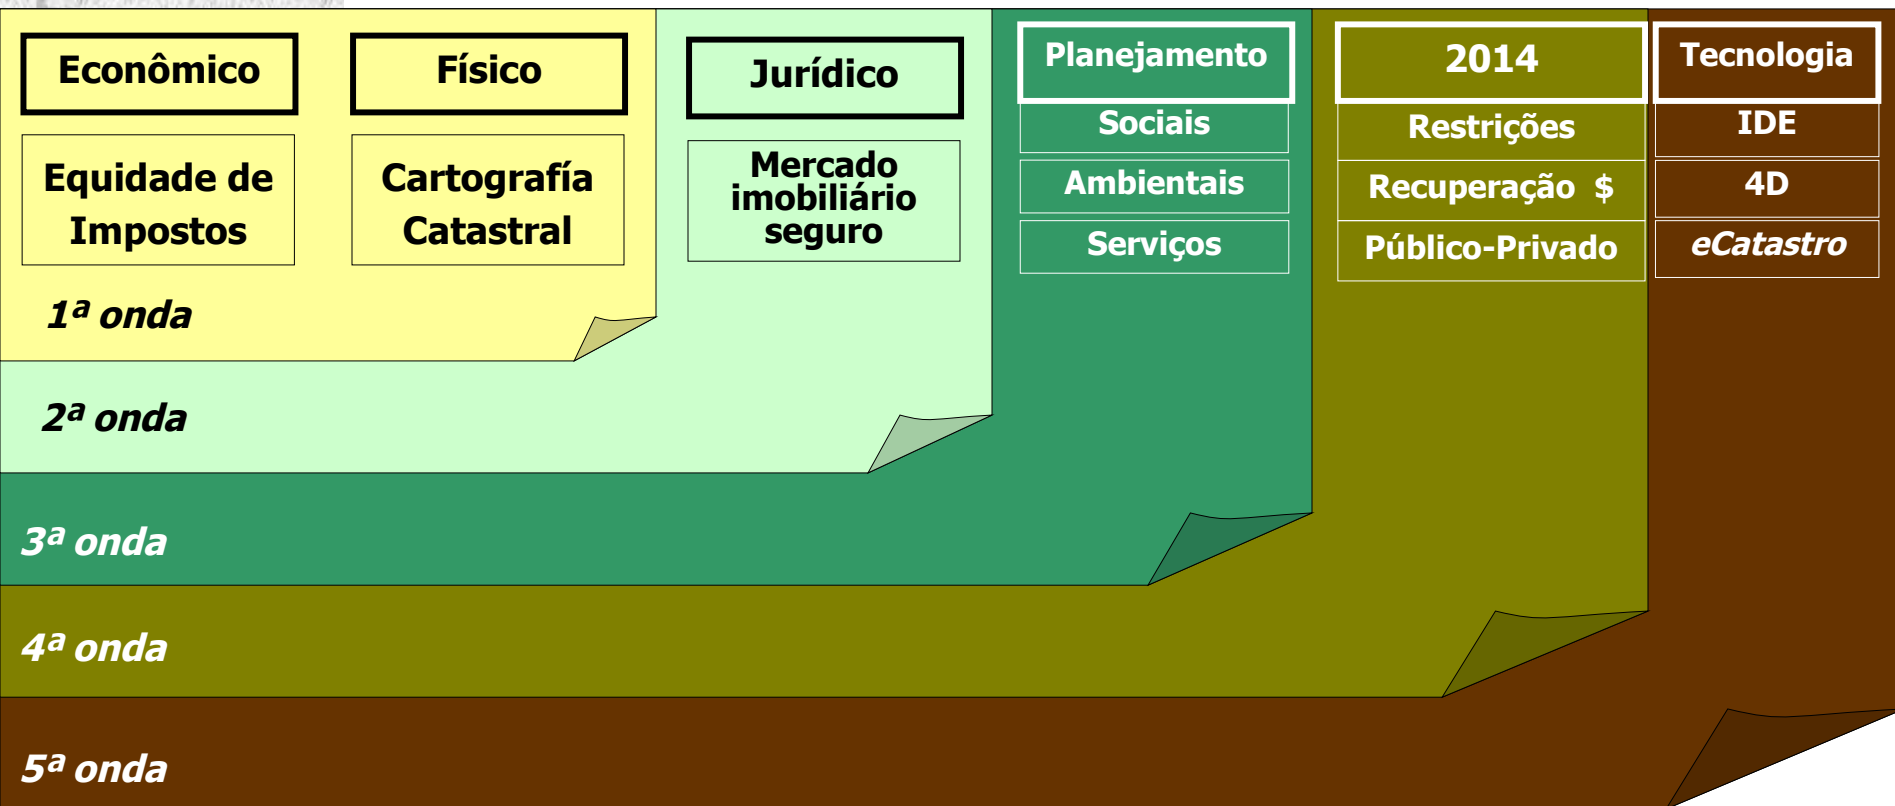 Econômico
Equidade de
Impostos
Físico
Cartografía
Catastral
Jurídico
Mercado
imobiliário
seguro
Planejamento
Sociais
Ambientais
Serviços
2014
Restrições
Recuperação $
Público-Privado
Tecnologia
IDE
4D
eCatastro
1ª onda
2ª onda
3ª onda
4ª onda
5ª onda